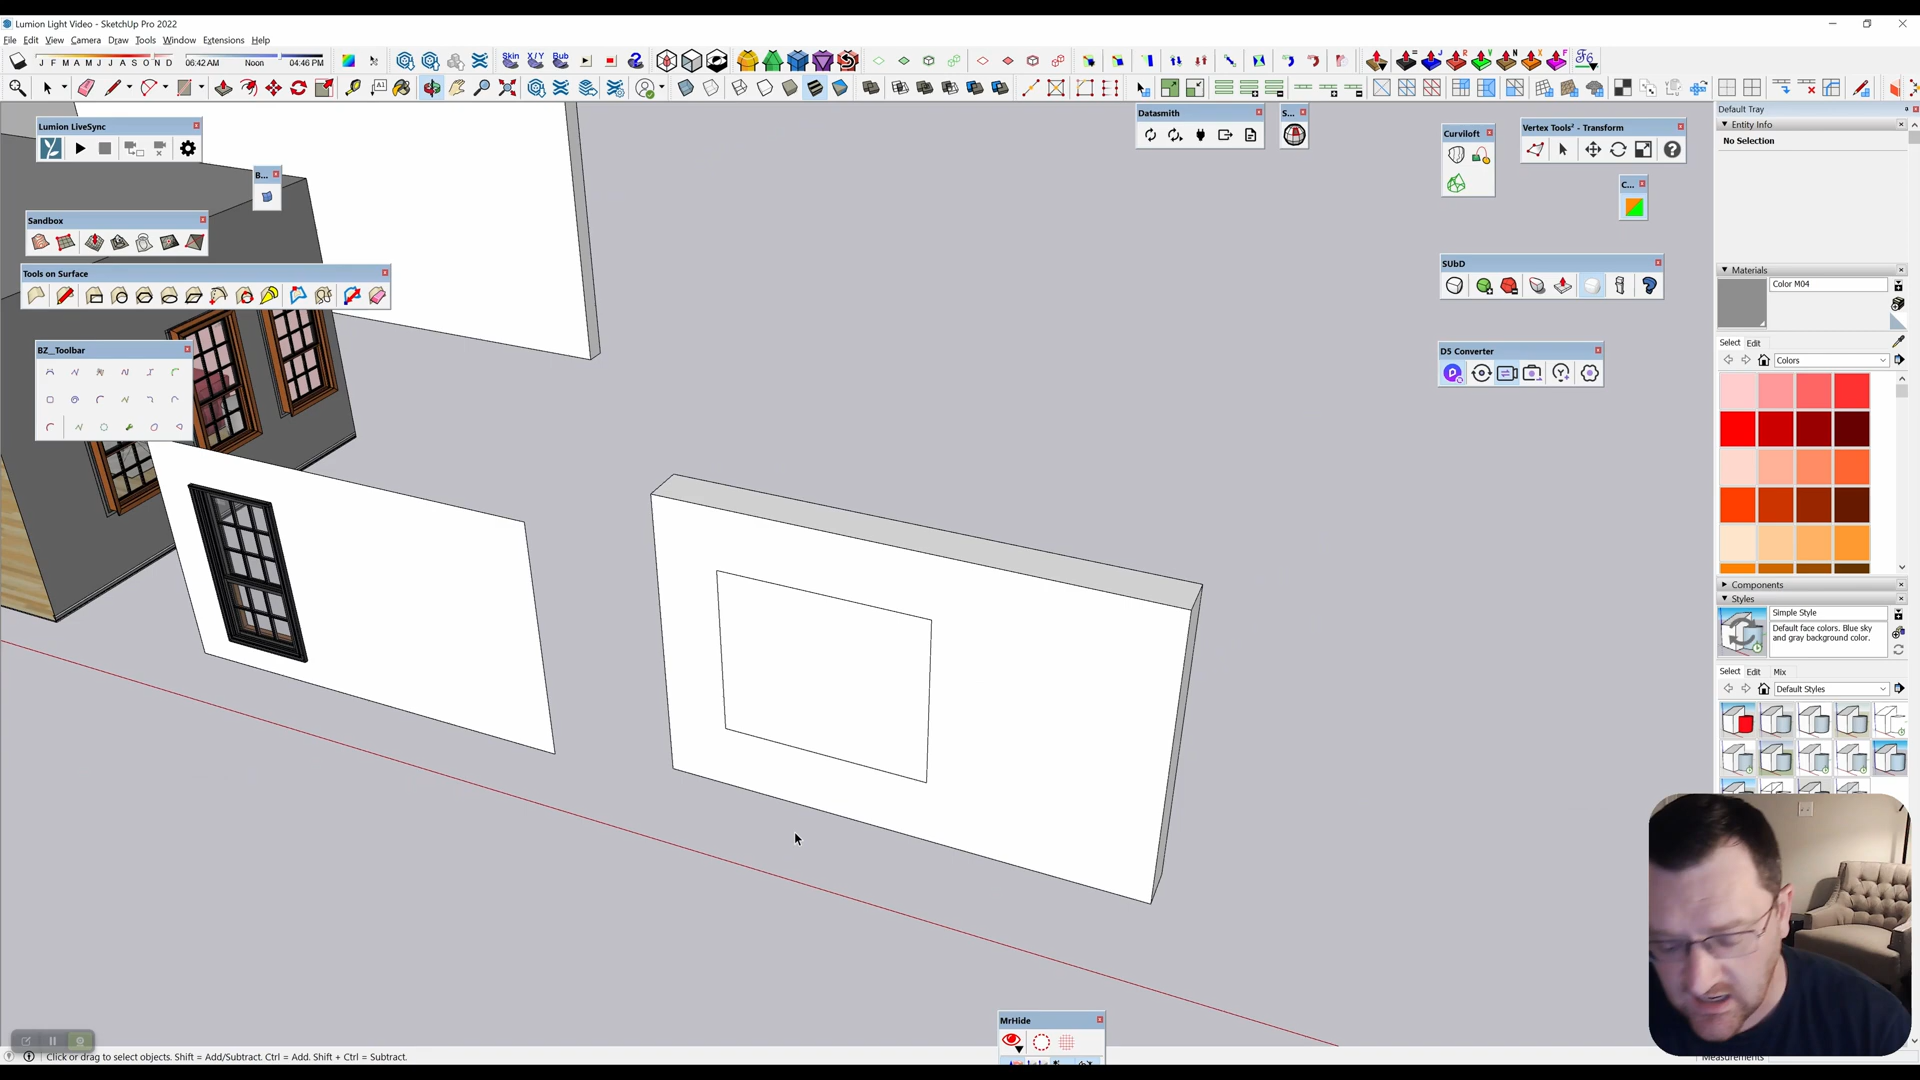 Lumion Light Video - SketchUp Pro 2022
File Edit View Camera Draw Tools Window Extensions Help
J F M A M J J A S O N D 06:42 AM Noon 04:46 PM
Skin X/Y Bub
Lumion LiveSync
B...
Sandbox
Tools on Surface
BZ__Toolbar
Datasmith
S...
Curviloft
Vertex Tools² - Transform
C...
SUbD
D5 Converter
MrHide
Default Tray
Entity Info
No Selection
Materials
Color M04
Select Edit
Colors
Components
Styles
Simple Style
Default face colors. Blue sky
and gray background color.
Select Edit Mix
Default Styles
Click or drag to select objects. Shift = Add/Subtract. Ctrl = Add. Shift + Ctrl = Subtract.
Measurements